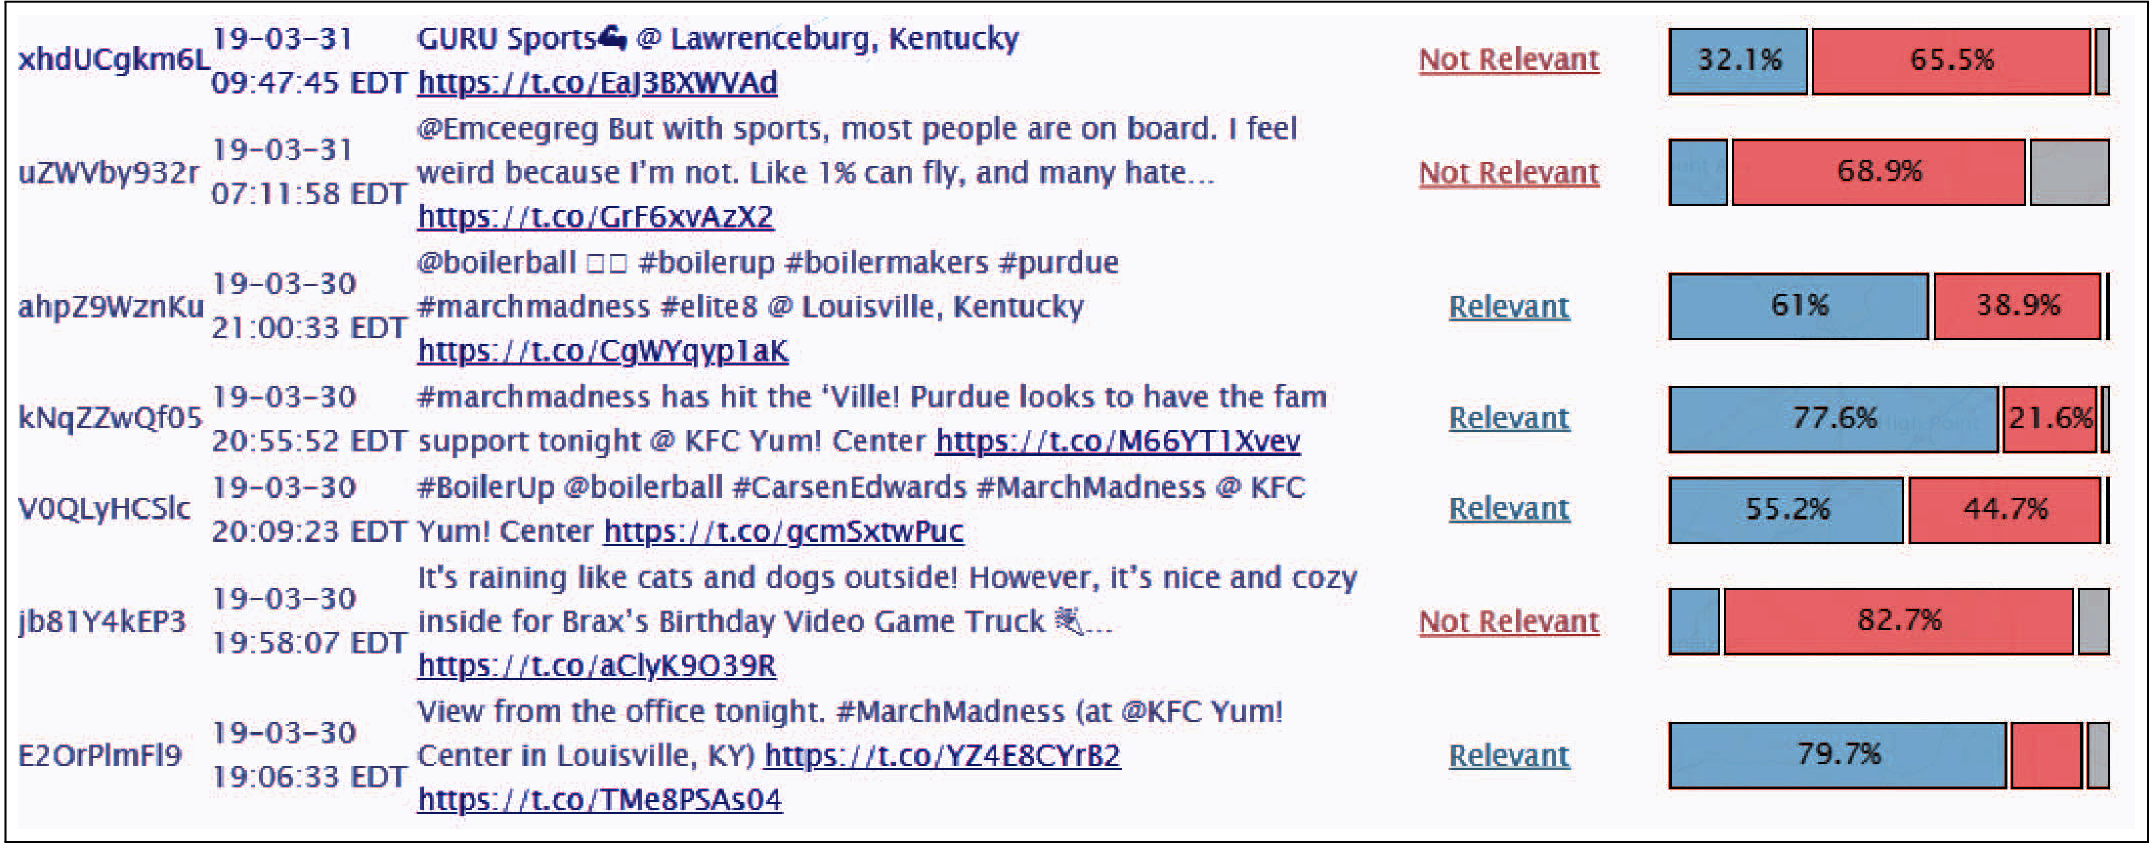 xhdUCgkm6L 19-03-31 GURU Sports @ Lawrenceburg, Kentucky Not Relevant 32.1% 65.5%
09:47:45 EDT https://t.co/EaJ3BXWVAd
@Emceegreg But with sports, most people are on board. I feel
uZWVby932r 19-03-31 weird because I'm not. Like 1% can fly, and many hate... Not Relevant 68.9%
07:11:58 EDT https://t.co/GrF6xvAzX2
@boilerball □□ #boilerup #boilermakers #purdue
ahpZ9WznKu 19-03-30 #marchmadness #elite8 @ Louisville, Kentucky Relevant 61% 38.9%
21:00:33 EDT https://t.co/CgWYqyp1aK
kNqZZwQf05 19-03-30 #marchmadness has hit the ‘Ville! Purdue looks to have the fam Relevant 77.6% 21.6%
20:55:52 EDT support tonight @ KFC Yum! Center https://t.co/M66YT1Xvev
V0QLyHCSlc 19-03-30 #BoilerUp @boilerball #CarsenEdwards #MarchMadness @ KFC Relevant 55.2% 44.7%
20:09:23 EDT Yum! Center https://t.co/gcmSxtwPuc
It's raining like cats and dogs outside! However, it's nice and cozy
jb81Y4kEP3 19-03-30 inside for Brax's Birthday Video Game Truck ... Not Relevant 82.7%
19:58:07 EDT https://t.co/aClyK9O39R
View from the office tonight. #MarchMadness (at @KFC Yum!
E2OrPlmFl9 19-03-30 Center in Louisville, KY) https://t.co/YZ4E8CYrB2 Relevant 79.7%
19:06:33 EDT https://t.co/TMe8PSAs04